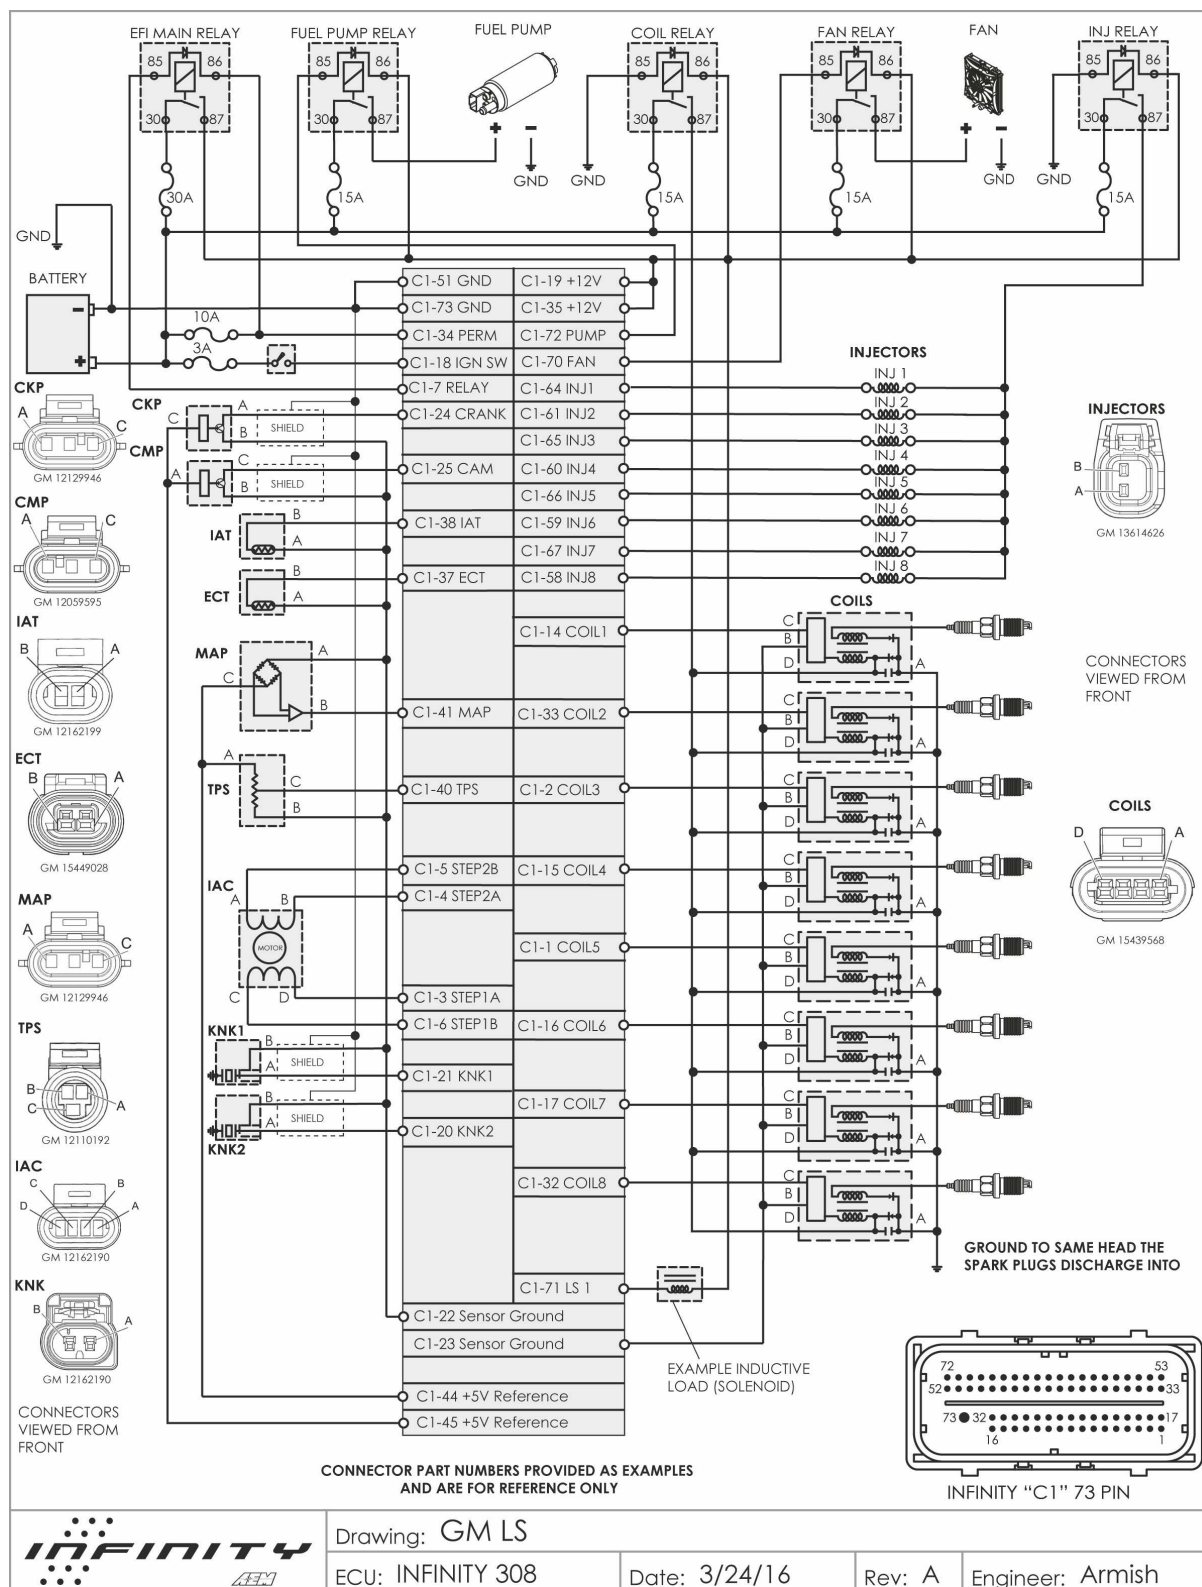 EFI MAIN RELAY
FUEL PUMP RELAY
FUEL PUMP
COIL RELAY
FAN RELAY
FAN
INJ RELAY
85 86
30 87
85 86
30 87
85 86
30 87
85 86
30 87
85 86
30 87
+ -
GND
GND
+ -
GND
GND
30A
15A
15A
15A
15A
GND
BATTERY
-
+
10A
3A
C1-51 GND
C1-73 GND
C1-34 PERM
C1-18 IGN SW
C1-7 RELAY
C1-24 CRANK
C1-25 CAM
C1-38 IAT
C1-37 ECT
C1-41 MAP
C1-40 TPS
C1-5 STEP2B
C1-4 STEP2A
C1-3 STEP1A
C1-6 STEP1B
C1-21 KNK1
C1-20 KNK2
C1-22 Sensor Ground
C1-23 Sensor Ground
C1-44 +5V Reference
C1-45 +5V Reference
C1-19 +12V
C1-35 +12V
C1-72 PUMP
C1-70 FAN
C1-64 INJ1
C1-61 INJ2
C1-65 INJ3
C1-60 INJ4
C1-66 INJ5
C1-59 INJ6
C1-67 INJ7
C1-58 INJ8
C1-14 COIL1
C1-33 COIL2
C1-2 COIL3
C1-15 COIL4
C1-1 COIL5
C1-16 COIL6
C1-17 COIL7
C1-32 COIL8
C1-71 LS 1
CKP
A C
GM 12129946
CMP
A C
GM 12059595
IAT
B A
GM 12162199
ECT
B A
GM 15449028
MAP
A C
GM 12129946
TPS
B
C A
GM 12110192
IAC
C B
D A
GM 12162190
KNK
B A
GM 12162190
CONNECTORS
VIEWED FROM
FRONT
CKP
C A
B
SHIELD
CMP
A C
B
SHIELD
IAT
B
A
ECT
B
A
MAP
A
C
B
TPS
A
C
B
IAC
A B
MOTOR
C D
KNK1
B
A
SHIELD
KNK2
B
A
SHIELD
INJECTORS
INJ 1
INJ 2
INJ 3
INJ 4
INJ 5
INJ 6
INJ 7
INJ 8
INJECTORS
B
A
GM 13614626
COILS
C
B
D A
C
B
D A
C
B
D A
C
B
D A
C
B
D A
C
B
D A
C
B
D A
C
B
D A
CONNECTORS
VIEWED FROM
FRONT
COILS
D A
GM 15439568
GROUND TO SAME HEAD THE
SPARK PLUGS DISCHARGE INTO
EXAMPLE INDUCTIVE
LOAD (SOLENOID)
72 53
52 33
73 32 17
16 1
INFINITY "C1" 73 PIN
CONNECTOR PART NUMBERS PROVIDED AS EXAMPLES
AND ARE FOR REFERENCE ONLY
INFINITY
AEM
Drawing: GM LS
ECU: INFINITY 308
Date: 3/24/16
Rev: A
Engineer: Armish